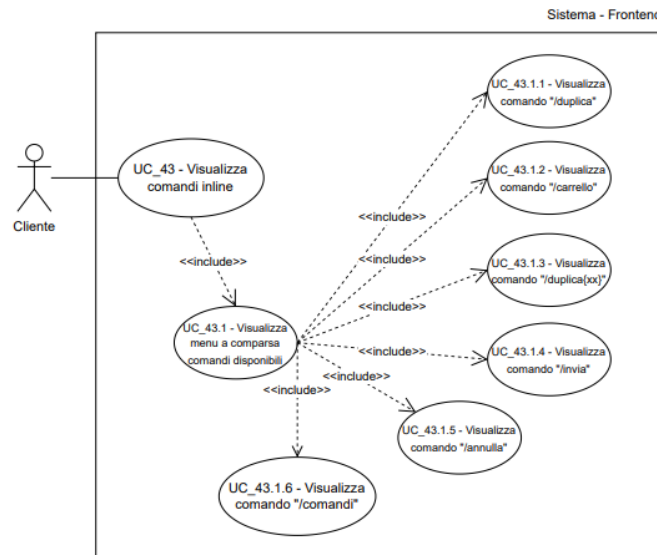 Sistema - Frontend
UC_43.1.1 - Visualizza
comando "/duplica"
UC_43 - Visualizza
comandi inline
Cliente
UC_43.1.2 - Visualizza
comando "/carrello"
<<include>>
<<include>>
<<include>>
UC_43.1.3 - Visualizza
comando "/duplica{xx}"
<<include>>
UC_43.1 - Visualizza
menu a comparsa
comandi disponibili
<<include>>
UC_43.1.4 - Visualizza
comando "/invia"
<<include>>
<<include>>
UC_43.1.5 - Visualizza
comando "/annulla"
UC_43.1.6 - Visualizza
comando "/comandi"